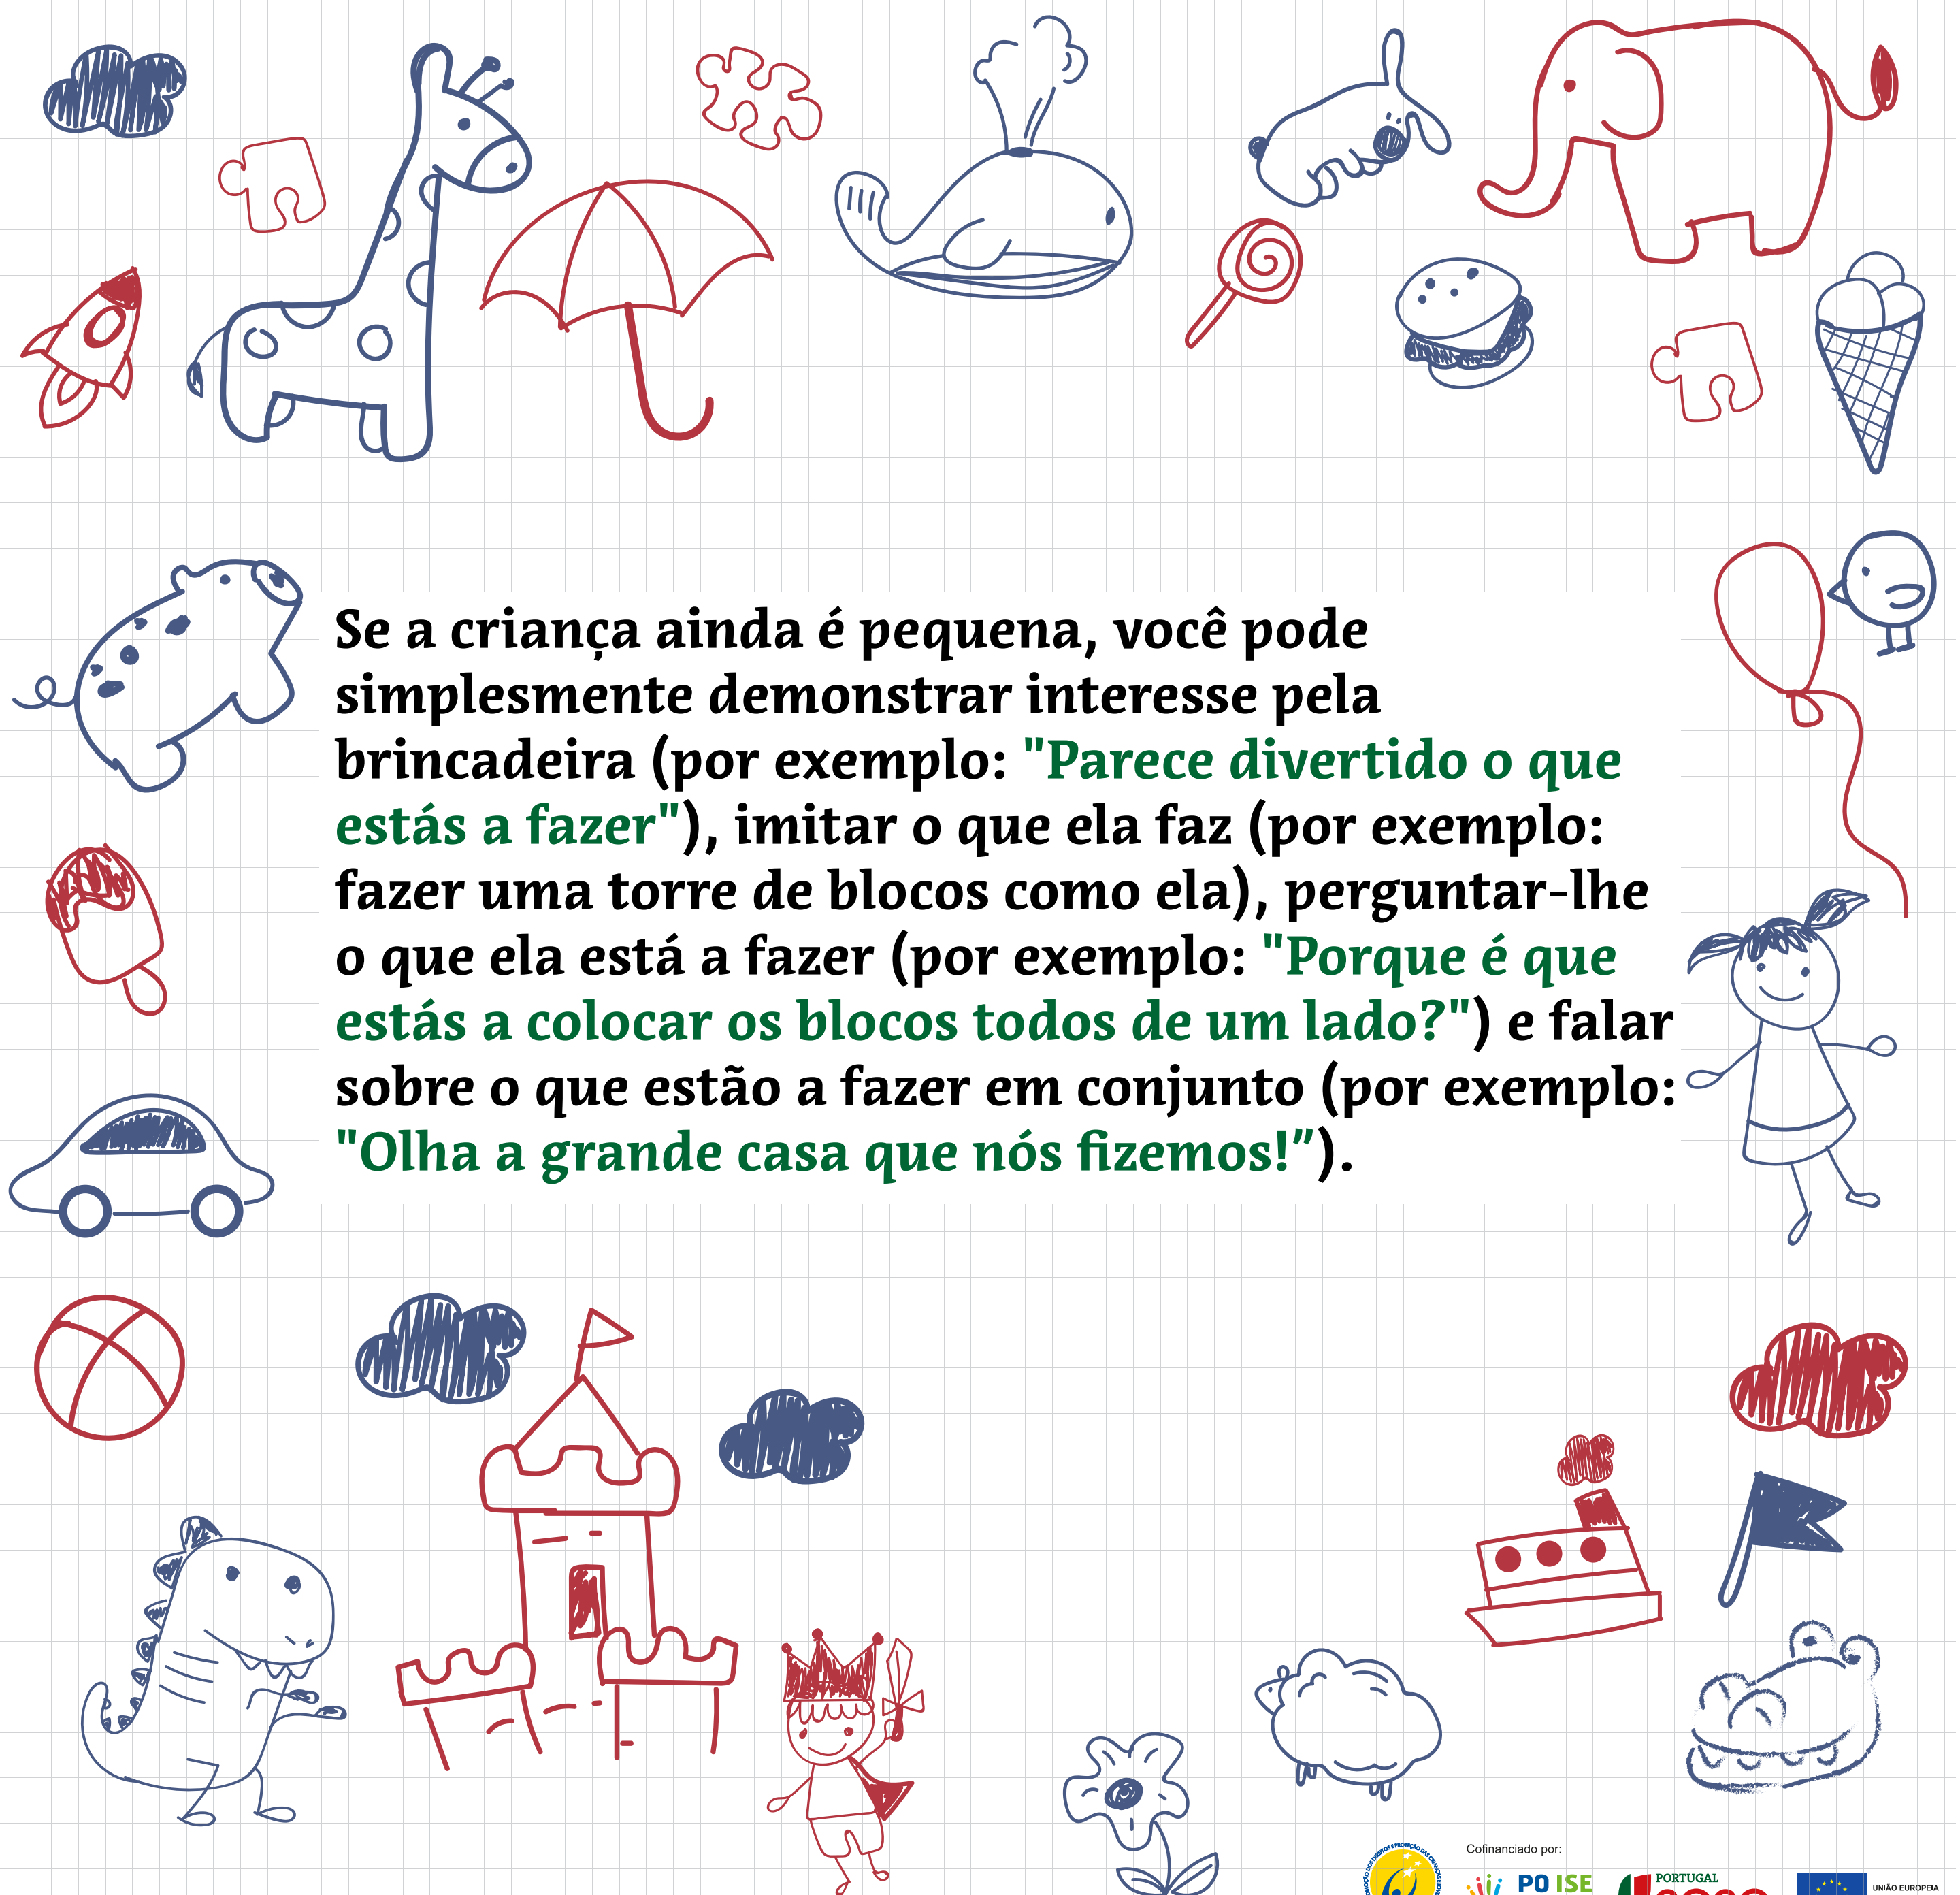 Se a criança ainda é pequena, você pode
simplesmente demonstrar interesse pela
brincadeira (por exemplo: "Parece divertido o que
estás a fazer"), imitar o que ela faz (por exemplo:
fazer uma torre de blocos como ela), perguntar-lhe
o que ela está a fazer (por exemplo: "Porque é que
estás a colocar os blocos todos de um lado?") e falar
sobre o que estão a fazer em conjunto (por exemplo:
"Olha a grande casa que nós fizemos!”).
Cofinanciado por:
PO ISE
PORTUGAL
UNIÃO EUROPEIA